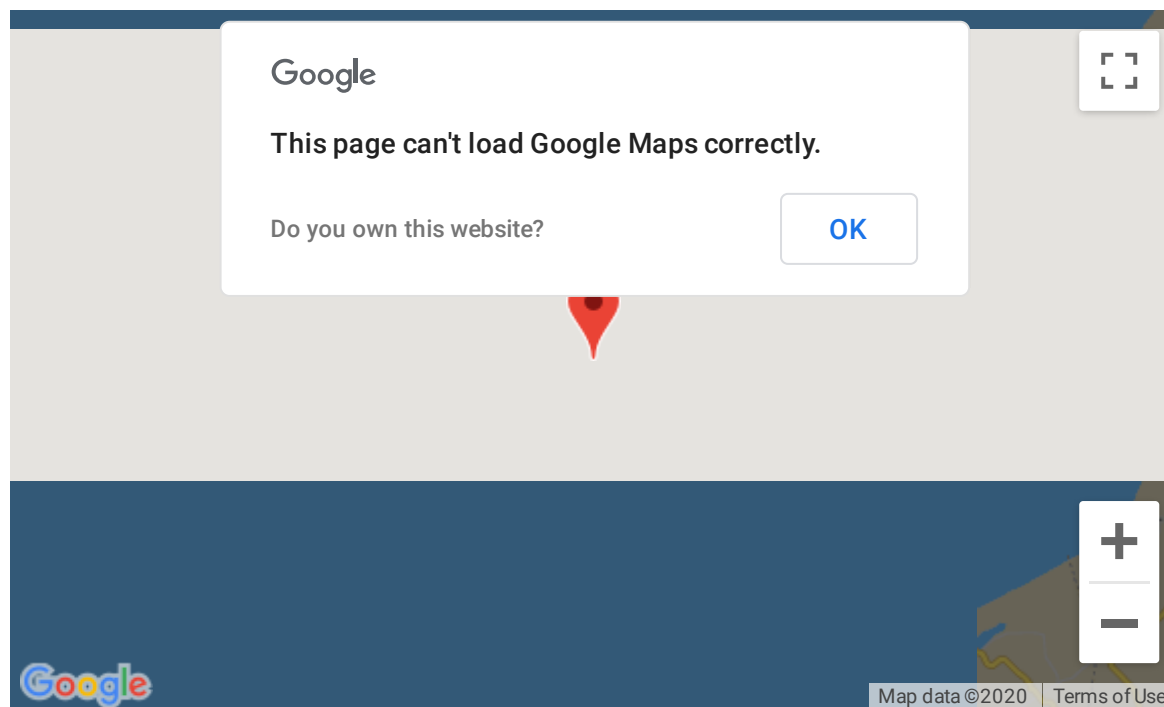 Google
This page can't load Google Maps correctly.
Do you own this website?
OK
Google
Map data ©2020
Terms of Use